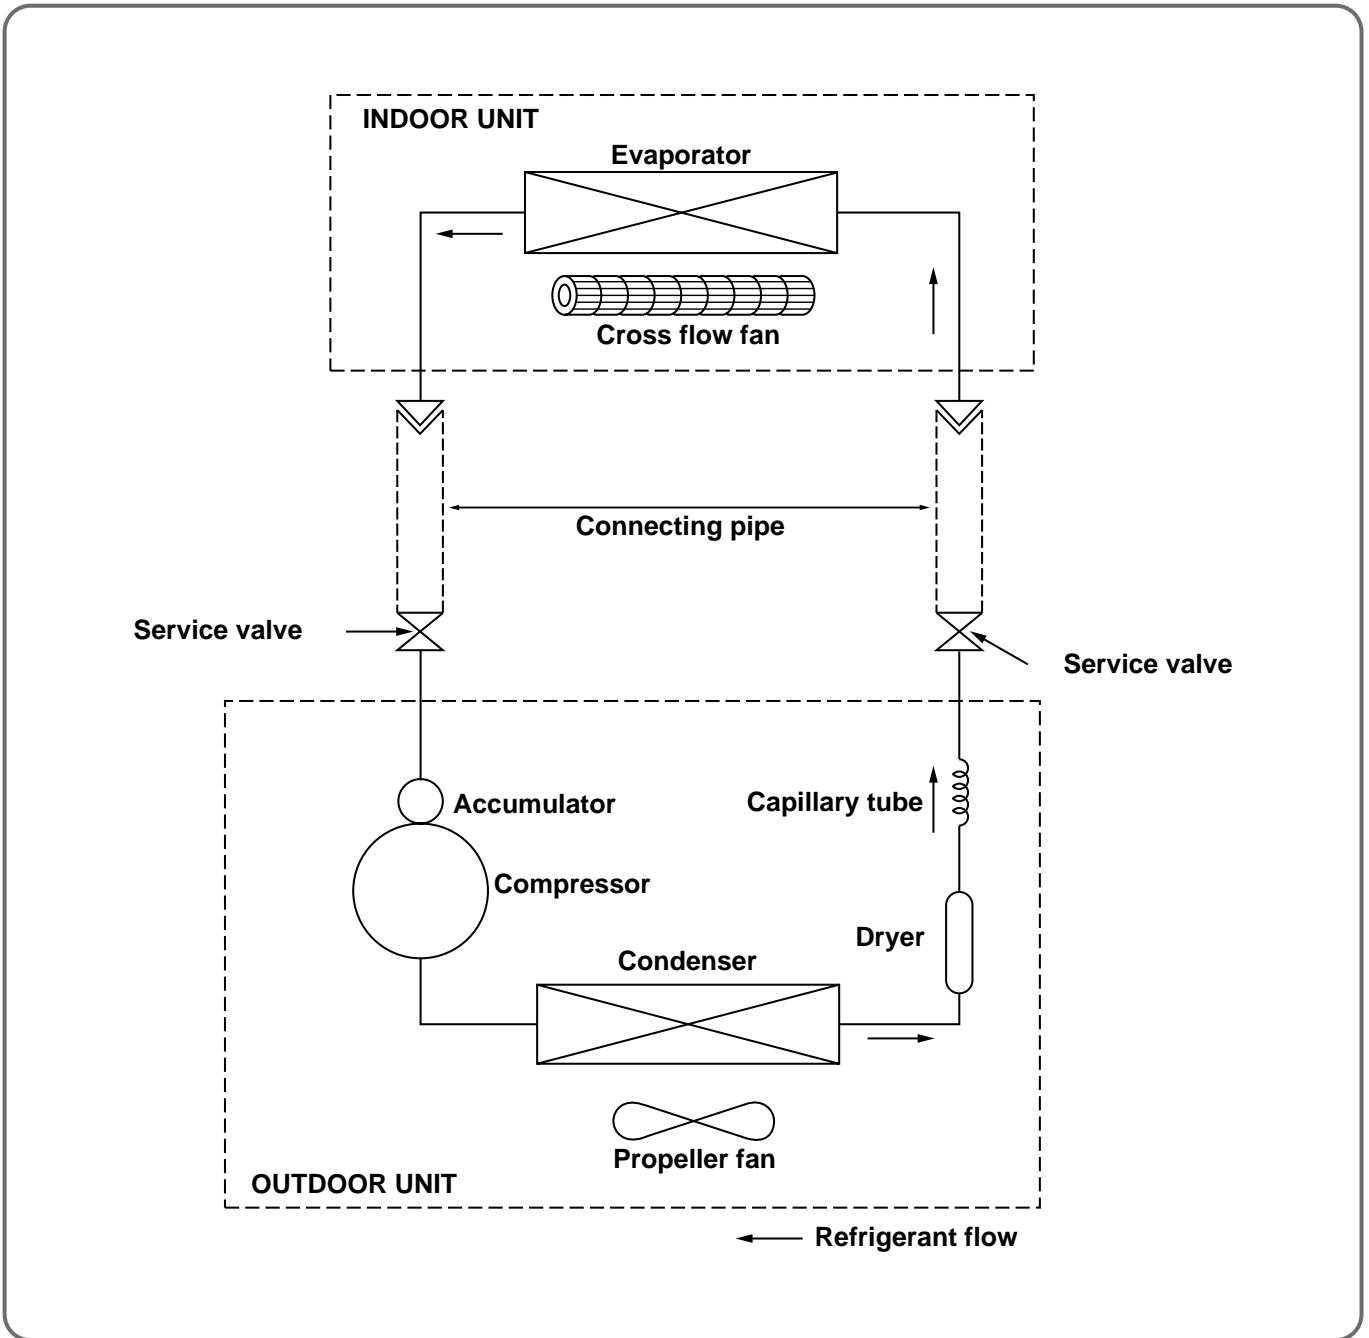 INDOOR UNIT
Evaporator
Cross flow fan
Connecting pipe
Service valve
Service valve
Accumulator
Capillary tube
Compressor
Dryer
Condenser
Propeller fan
OUTDOOR UNIT
Refrigerant flow